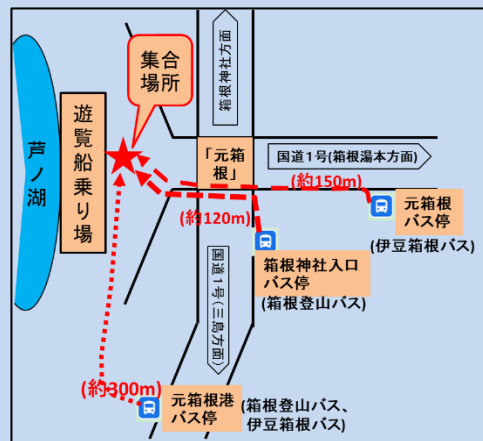 集合
場所
箱根神社方面
芦ノ湖
遊覧船乗り場
「元箱
根」
国道1号(箱根湯本方面)
(約150m)
元箱根
バス停
(伊豆箱根バス)
(約120m)
箱根神社入口
バス停
(箱根登山バス)
国道1号(三島方面)
(約300m)
元箱根港
バス停
(箱根登山バス、
伊豆箱根バス)